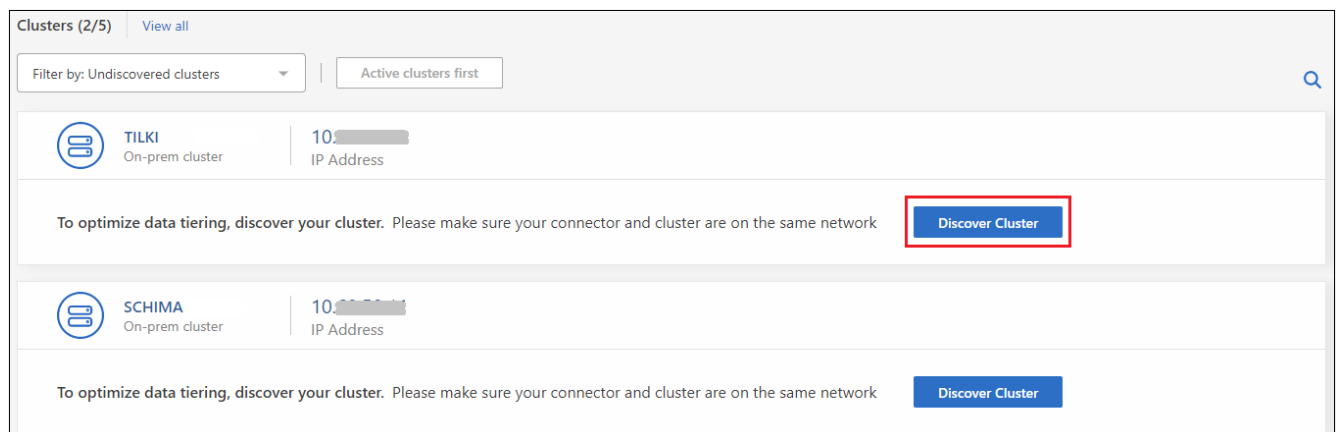 Clusters (2/5) View all
Filter by: Undiscovered clusters Active clusters first
TILKI 10.
On-prem cluster IP Address
To optimize data tiering, discover your cluster. Please make sure your connector and cluster are on the same network Discover Cluster
SCHIMA 10.
On-prem cluster IP Address
To optimize data tiering, discover your cluster. Please make sure your connector and cluster are on the same network Discover Cluster